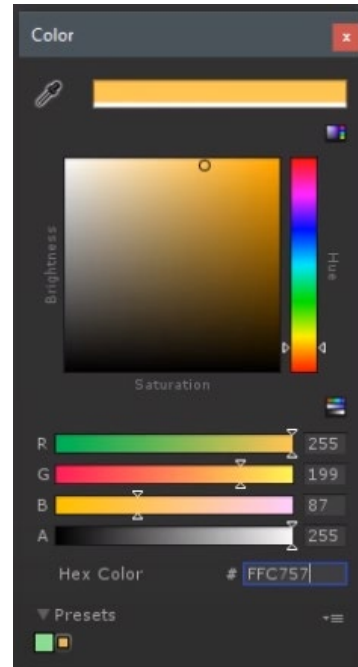 Color
x
Brightness
Hue
Saturation
R 255
G 199
B 87
A 255
Hex Color # FFC757
Presets